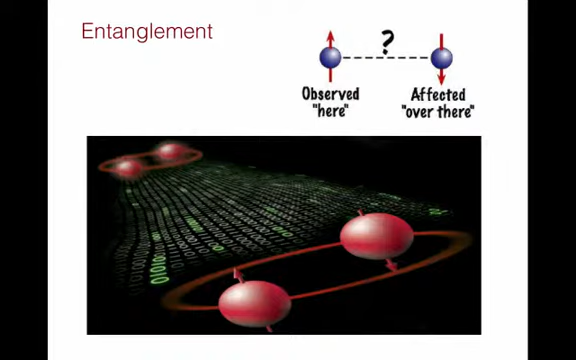 Entanglement
?
Observed
"here"
Affected
"over there"